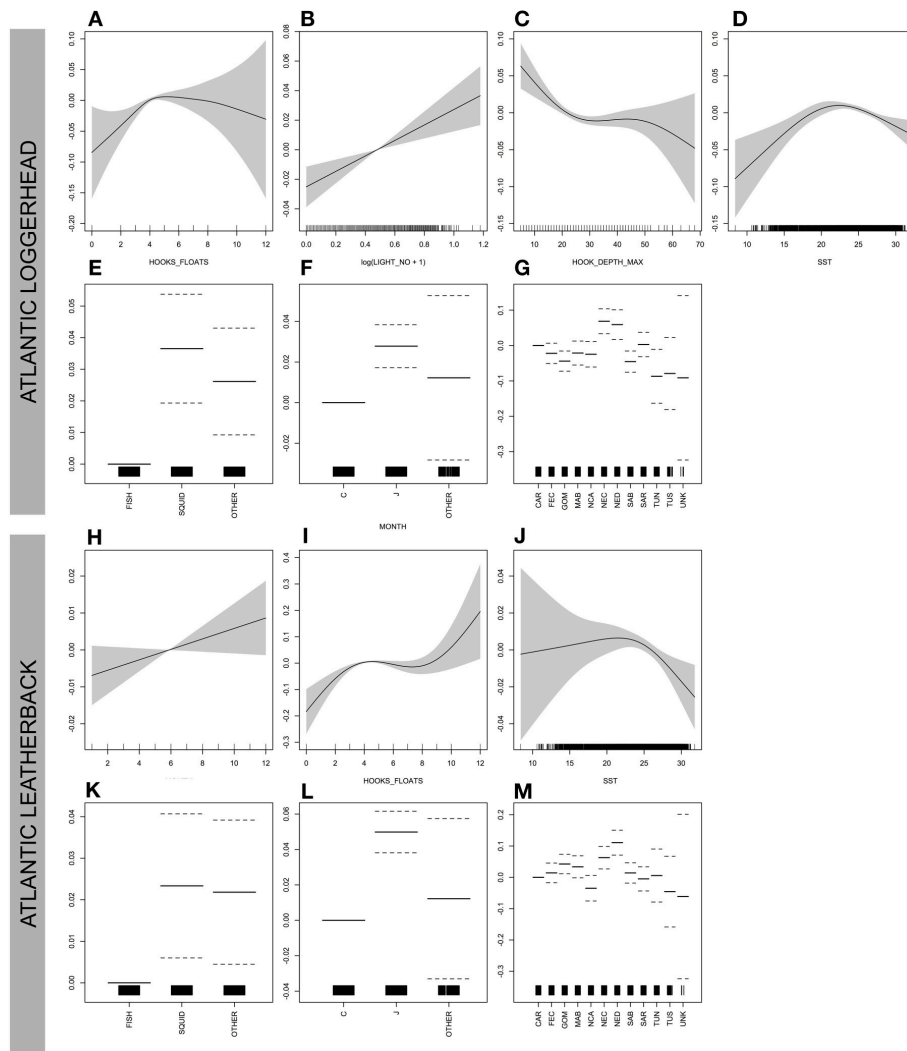 ATLANTIC LOGGERHEAD
A
0.10
0.05
0.00
-0.05
-0.10
-0.15
-0.20
0 2 4 6 8 10 12
HOOKS_FLOATS
B
0.08
0.06
0.04
0.02
0.00
-0.02
-0.04
0.0 0.2 0.4 0.6 0.8 1.0 1.2
log(LIGHT_NO + 1)
C
0.10
0.05
0.00
-0.05
-0.10
-0.15
10 20 30 40 50 60 70
HOOK_DEPTH_MAX
D
0.10
0.05
0.00
-0.05
-0.10
-0.15
10 15 20 25 30
SST
E
0.05
0.04
0.03
0.02
0.01
0.00
FISH SQUID OTHER
F
0.04
0.02
0.00
-0.02
C J OTHER
MONTH
G
0.1
0.0
-0.1
-0.2
-0.3
CAR FEC GOM MAB NCA NEC NED SAB SAR TUN TUS UNK
ATLANTIC LEATHERBACK
H
0.02
0.01
0.00
-0.01
-0.02
2 4 6 8 10 12
I
0.4
0.3
0.2
0.1
0.0
-0.1
-0.2
-0.3
0 2 4 6 8 10 12
HOOKS_FLOATS
J
0.04
0.02
0.00
-0.02
-0.04
10 15 20 25 30
SST
K
0.04
0.03
0.02
0.01
0.00
FISH SQUID OTHER
L
0.06
0.04
0.02
0.00
-0.02
-0.04
C J OTHER
M
0.2
0.1
0.0
-0.1
-0.2
-0.3
CAR FEC GOM MAB NCA NEC NED SAB SAR TUN TUS UNK